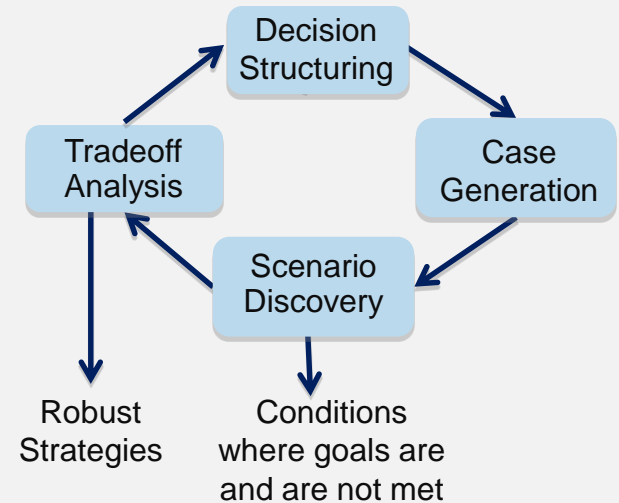 Decision
Structuring
Tradeoff
Analysis
Case
Generation
Scenario
Discovery
Robust
Strategies
Conditions
where goals are
and are not met